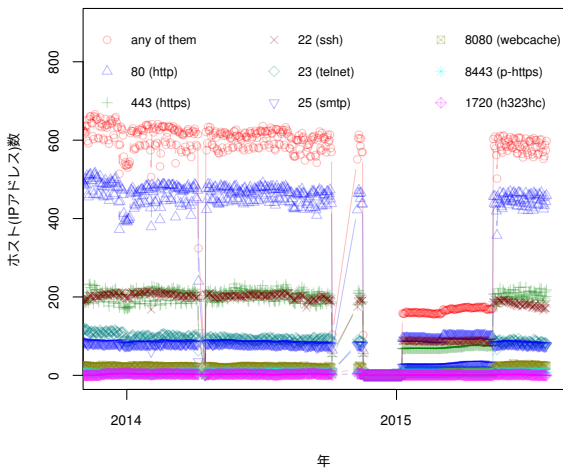 any of them
22 (ssh)
8080 (webcache)
80 (http)
23 (telnet)
8443 (p-https)
443 (https)
25 (smtp)
1720 (h323hc)
800
600
400
200
0
ホスト(IPアドレス)数
2014
2015
年